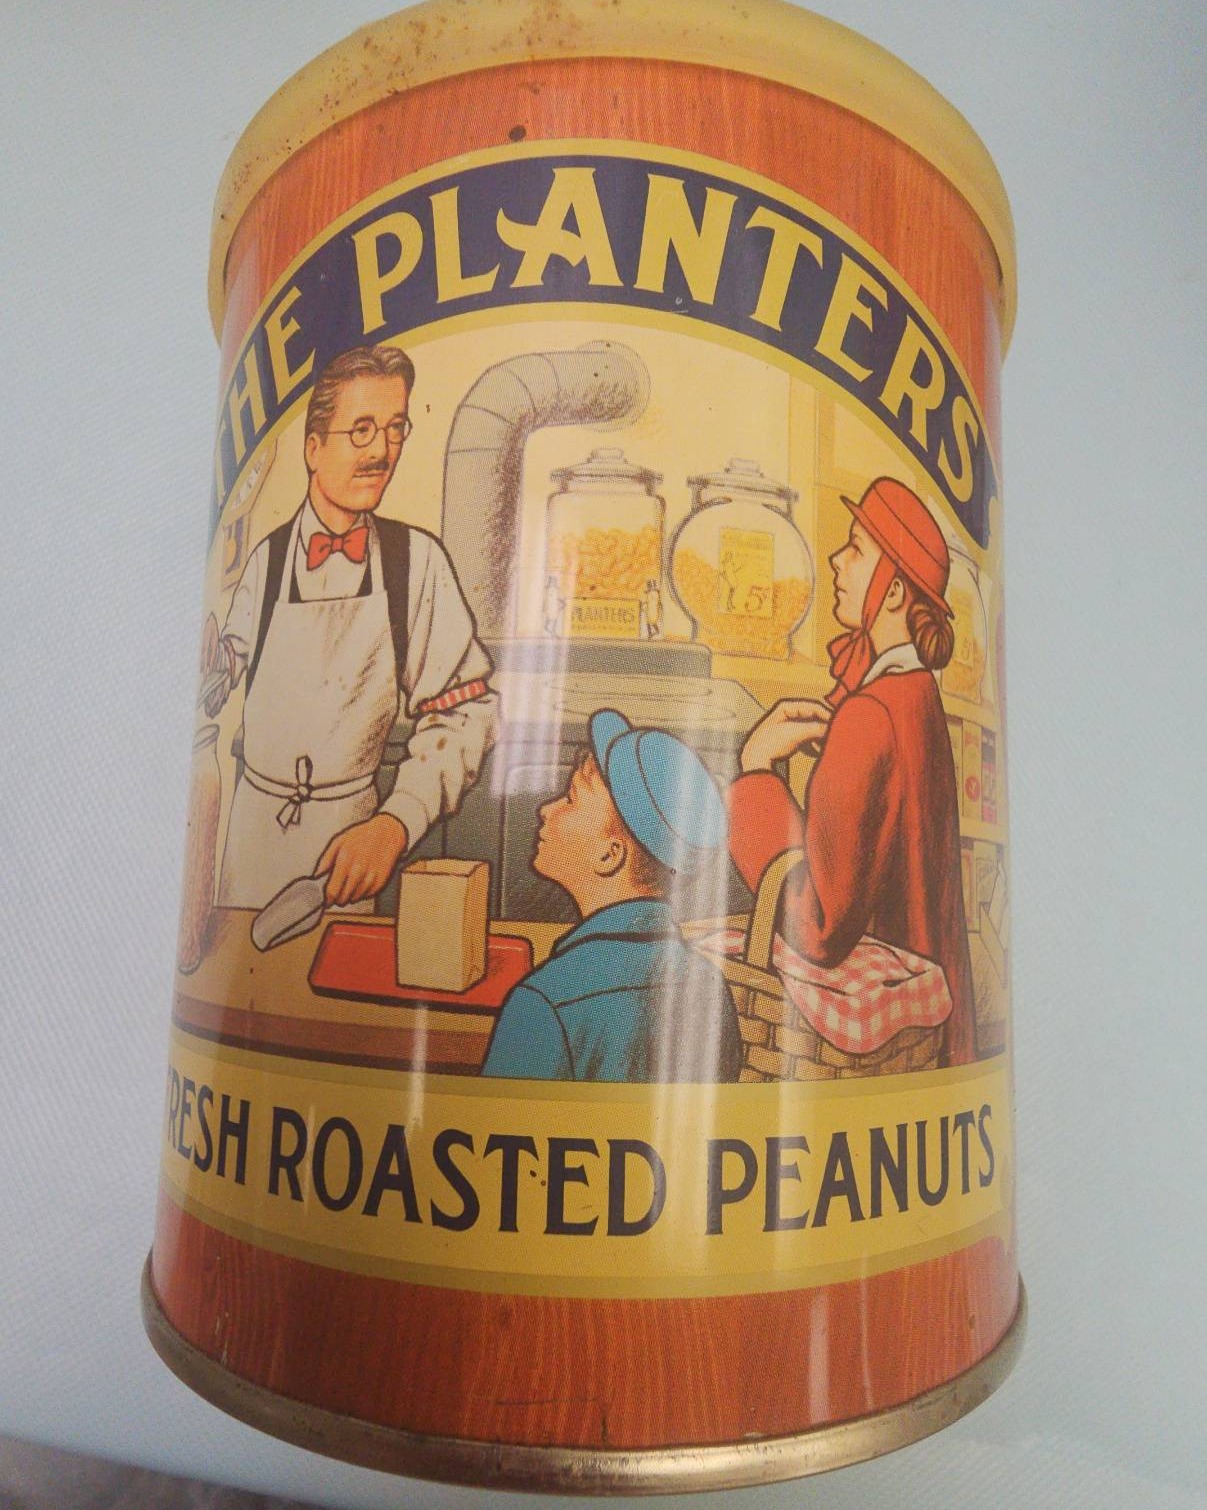 THE PLANTERS
PLANTERS
5¢
RESH ROASTED PEANUTS